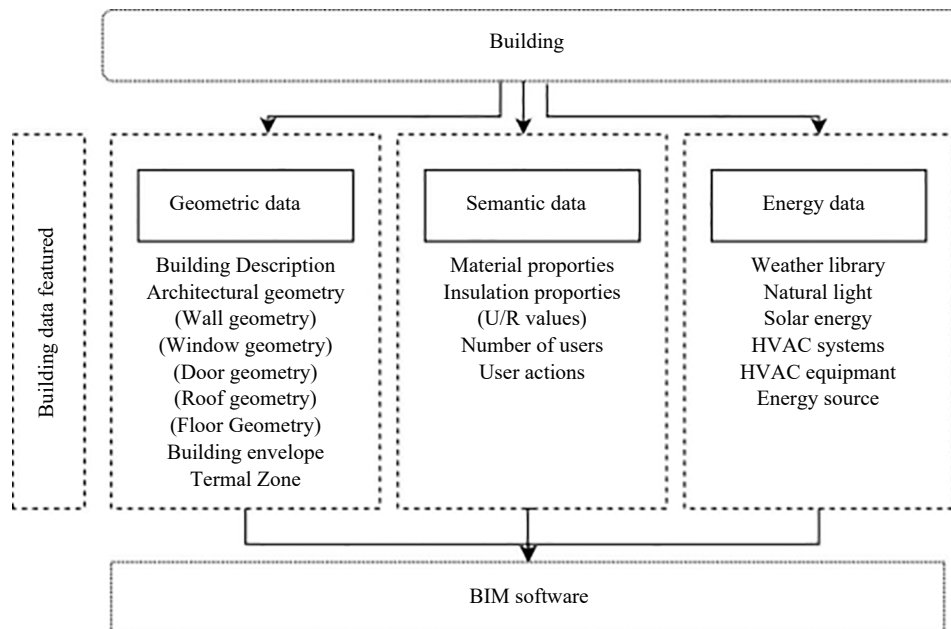 Building
Building data featured
Geometric data
Building Description
Architectural geometry
(Wall geometry)
(Window geometry)
(Door geometry)
(Roof geometry)
(Floor Geometry)
Building envelope
Termal Zone
Semantic data
Material proporties
Insulation proporties
(U/R values)
Number of users
User actions
Energy data
Weather library
Natural light
Solar energy
HVAC systems
HVAC equipmant
Energy source
BIM software